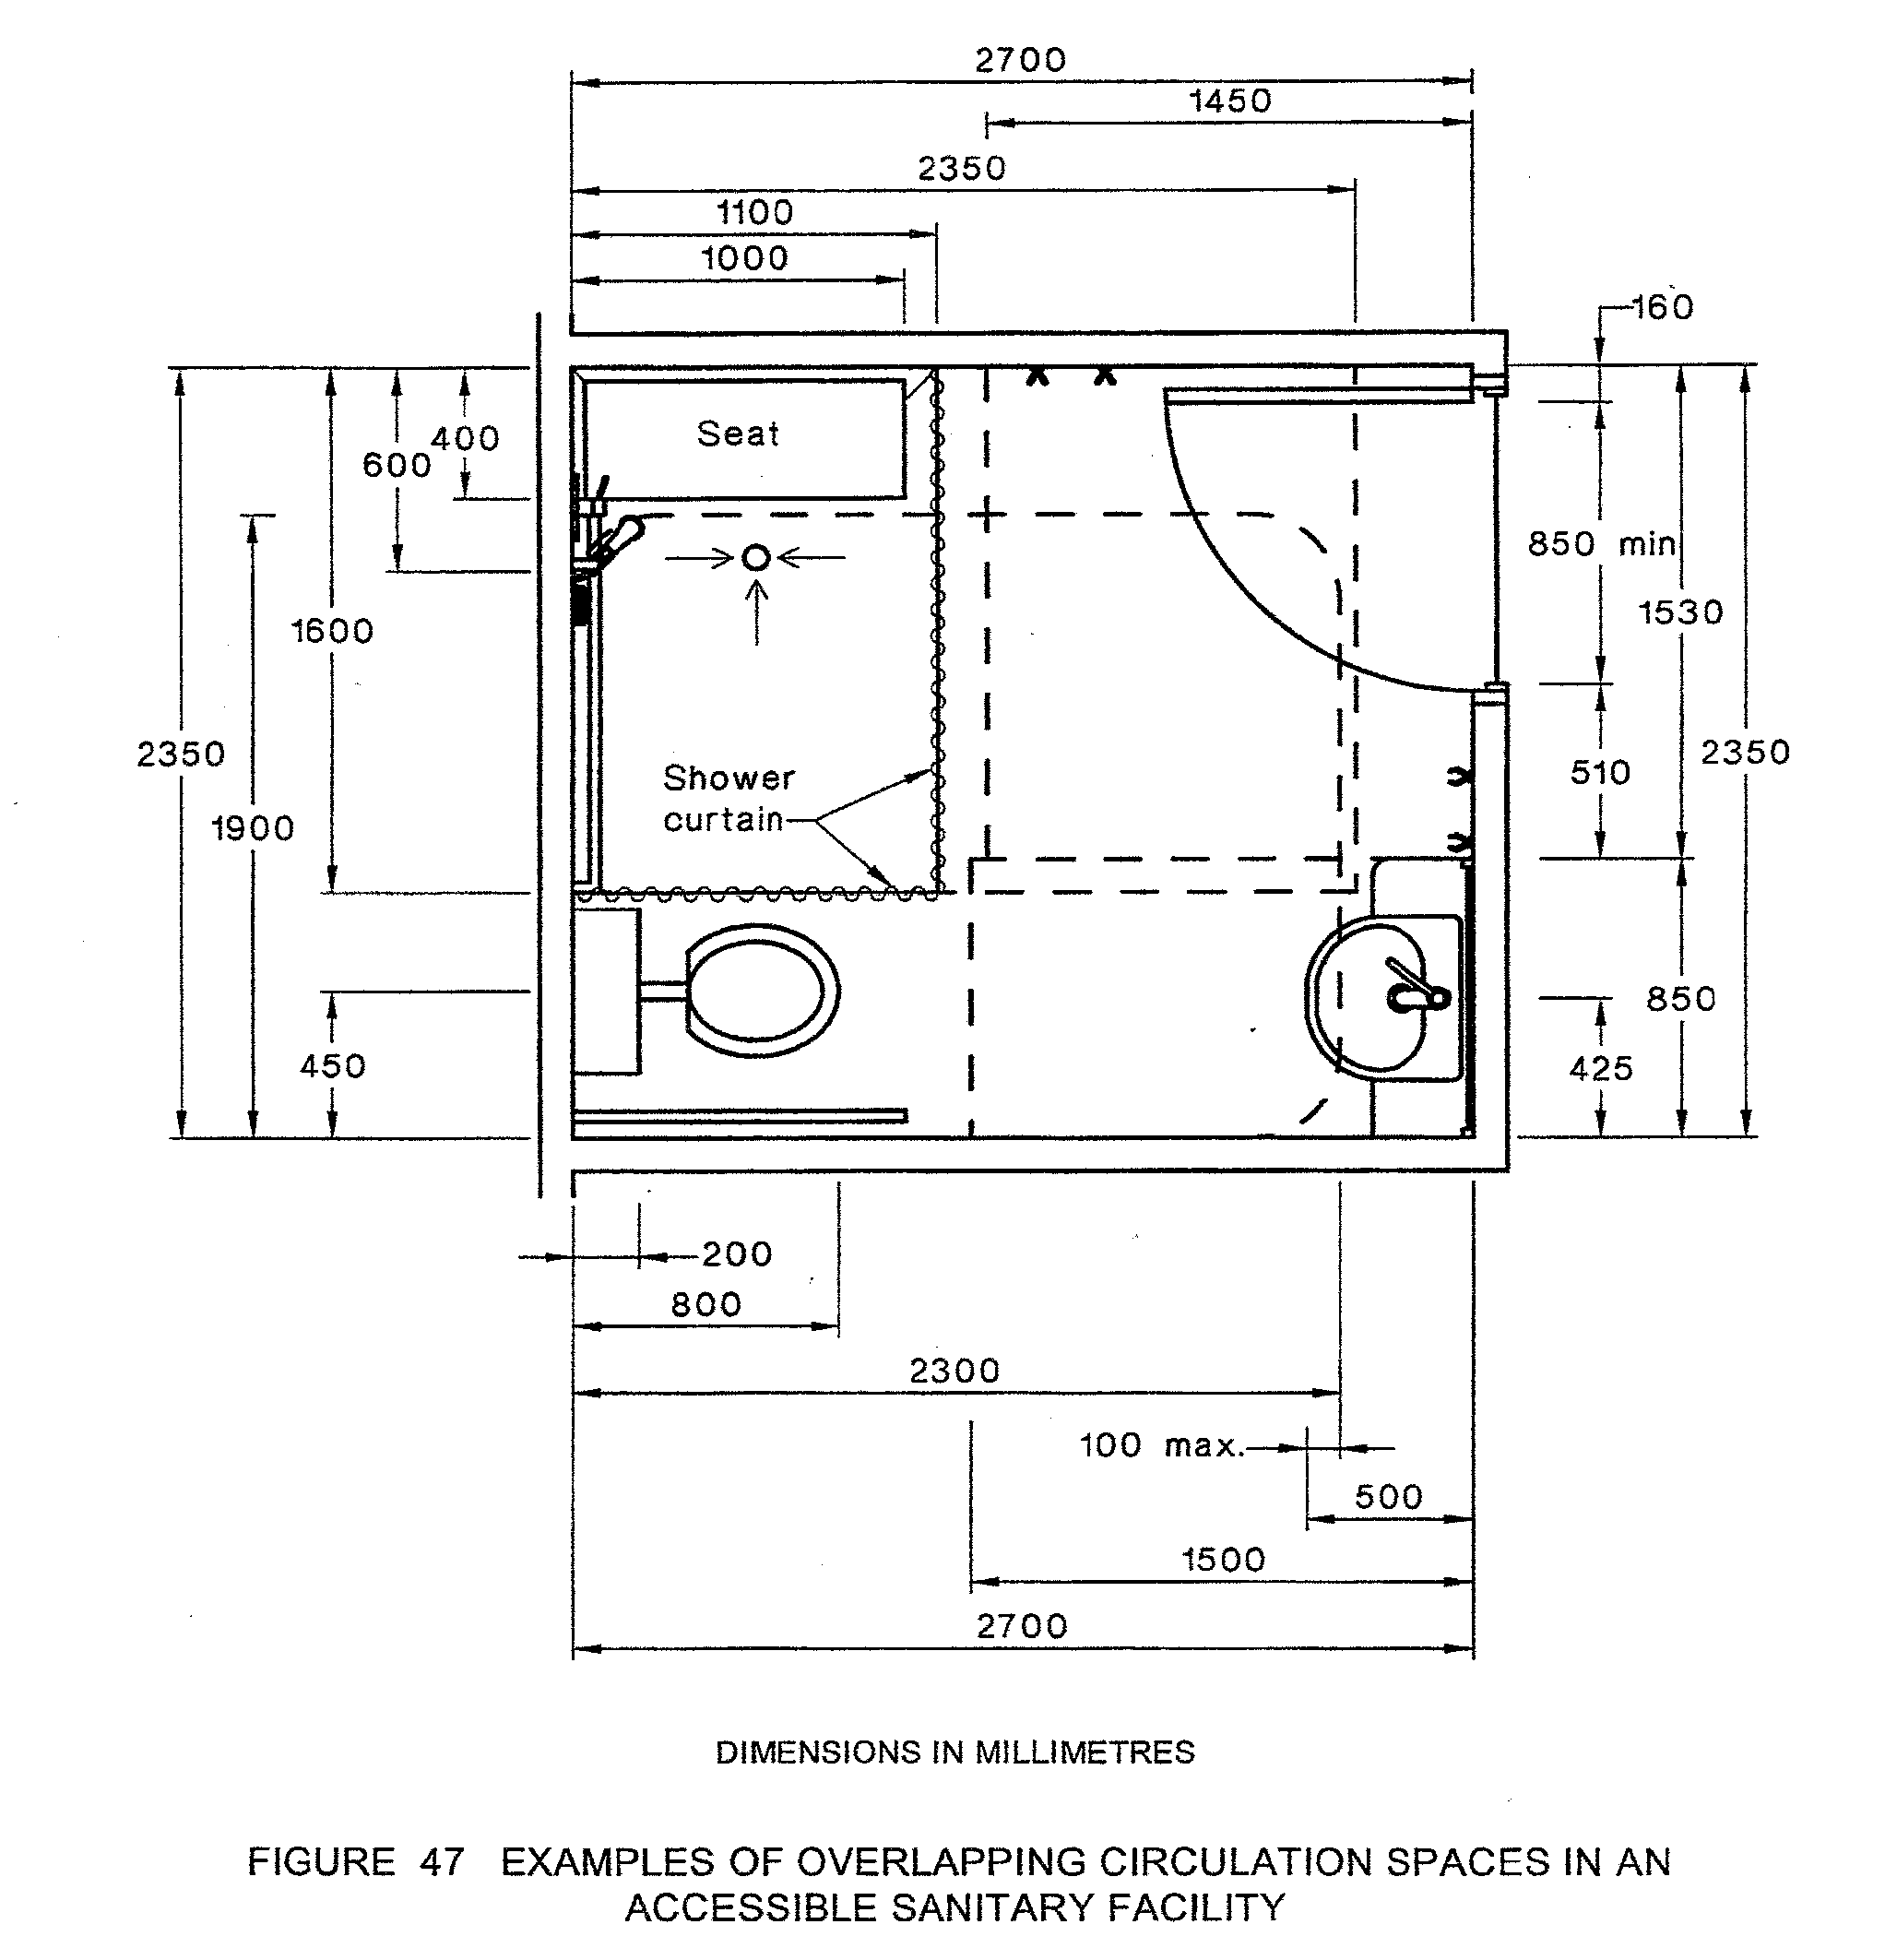 2700
1450
2350
1100
1000
160
400
600
Seat
850 min
1530
1600
2350
510
2350
1900
Shower
curtain
850
450
425
200
800
2300
100 max.
500
1500
2700
DIMENSIONS IN MILLIMETRES
FIGURE 47 EXAMPLES OF OVERLAPPING CIRCULATION SPACES IN AN
ACCESSIBLE SANITARY FACILITY